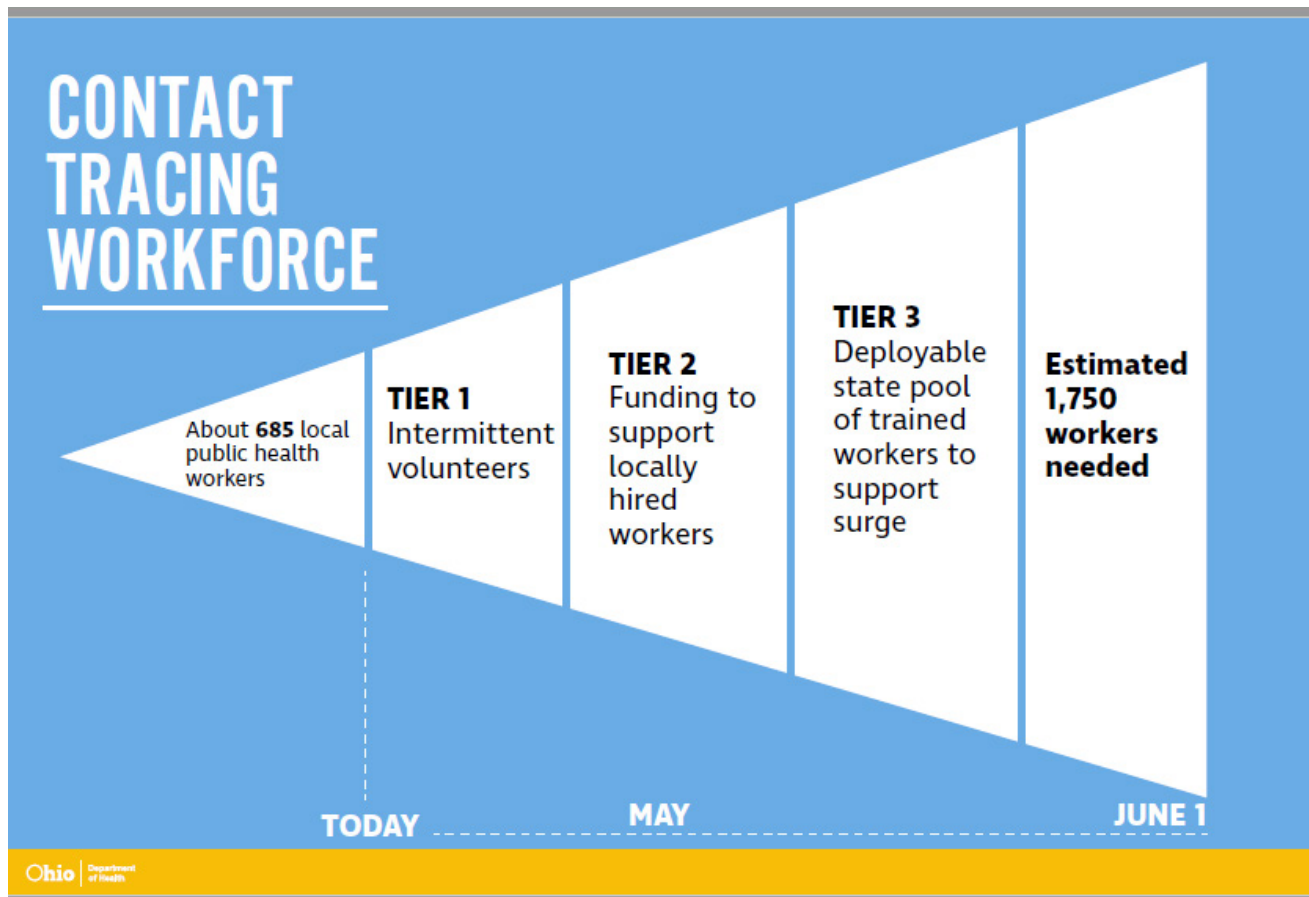 CONTACT
TRACING
WORKFORCE
About 685 local
public health
workers
TIER 1
Intermittent
volunteers
TIER 2
Funding to
support
locally
hired
workers
TIER 3
Deployable
state pool
of trained
workers to
support
surge
Estimated
1,750
workers
needed
TODAY
MAY
JUNE 1
Ohio
Department
of Health